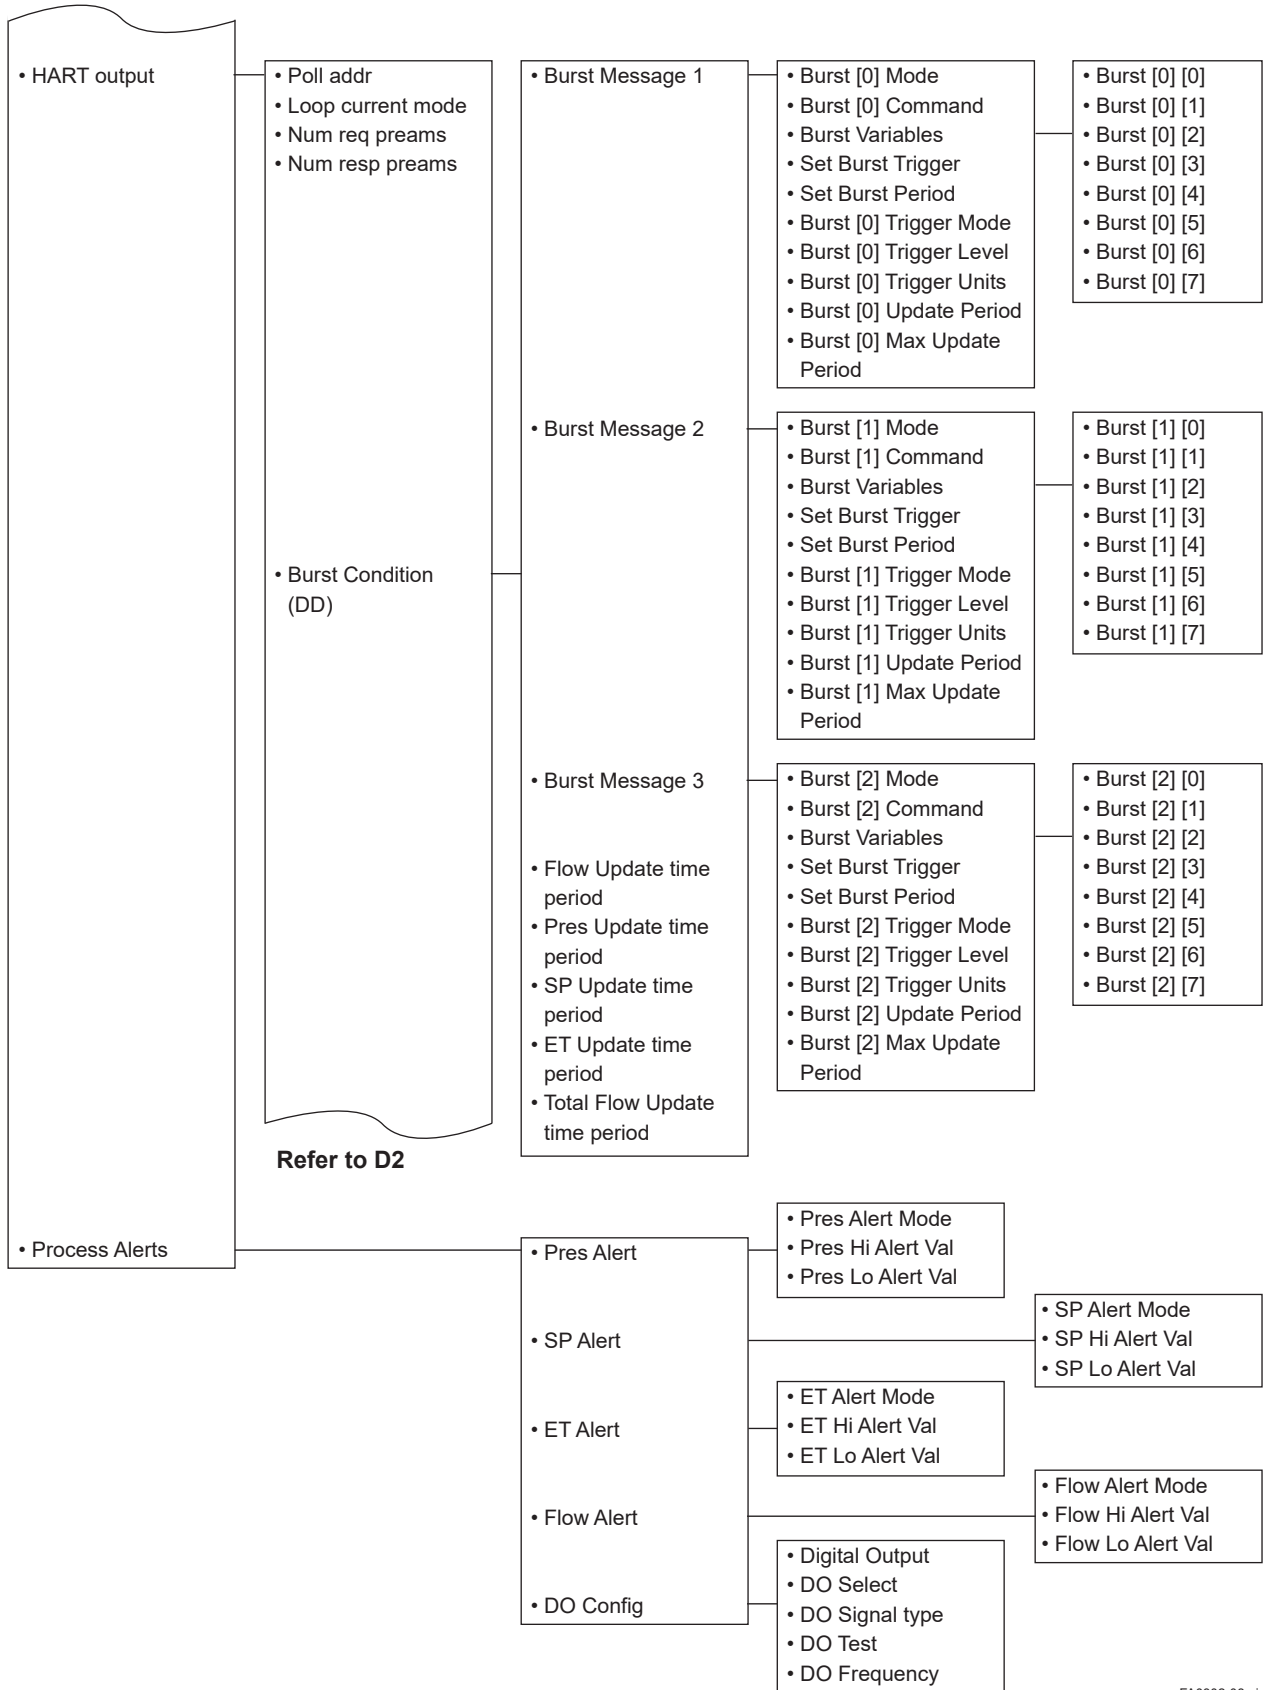 • HART output
• Poll addr
• Loop current mode
• Num req preams
• Num resp preams
• Burst Condition
(DD)
Refer to D2
• Burst Message 1
• Burst Message 2
• Burst Message 3
• Flow Update time
period
• Pres Update time
period
• SP Update time
period
• ET Update time
period
• Total Flow Update
time period
• Burst [0] Mode
• Burst [0] Command
• Burst Variables
• Set Burst Trigger
• Set Burst Period
• Burst [0] Trigger Mode
• Burst [0] Trigger Level
• Burst [0] Trigger Units
• Burst [0] Update Period
• Burst [0] Max Update
Period
• Burst [0] [0]
• Burst [0] [1]
• Burst [0] [2]
• Burst [0] [3]
• Burst [0] [4]
• Burst [0] [5]
• Burst [0] [6]
• Burst [0] [7]
• Burst [1] Mode
• Burst [1] Command
• Burst Variables
• Set Burst Trigger
• Set Burst Period
• Burst [1] Trigger Mode
• Burst [1] Trigger Level
• Burst [1] Trigger Units
• Burst [1] Update Period
• Burst [1] Max Update
Period
• Burst [1] [0]
• Burst [1] [1]
• Burst [1] [2]
• Burst [1] [3]
• Burst [1] [4]
• Burst [1] [5]
• Burst [1] [6]
• Burst [1] [7]
• Burst [2] Mode
• Burst [2] Command
• Burst Variables
• Set Burst Trigger
• Set Burst Period
• Burst [2] Trigger Mode
• Burst [2] Trigger Level
• Burst [2] Trigger Units
• Burst [2] Update Period
• Burst [2] Max Update
Period
• Burst [2] [0]
• Burst [2] [1]
• Burst [2] [2]
• Burst [2] [3]
• Burst [2] [4]
• Burst [2] [5]
• Burst [2] [6]
• Burst [2] [7]
• Process Alerts
• Pres Alert
• SP Alert
• ET Alert
• Flow Alert
• DO Config
• Pres Alert Mode
• Pres Hi Alert Val
• Pres Lo Alert Val
• SP Alert Mode
• SP Hi Alert Val
• SP Lo Alert Val
• ET Alert Mode
• ET Hi Alert Val
• ET Lo Alert Val
• Flow Alert Mode
• Flow Hi Alert Val
• Flow Lo Alert Val
• Digital Output
• DO Select
• DO Signal type
• DO Test
• DO Frequency